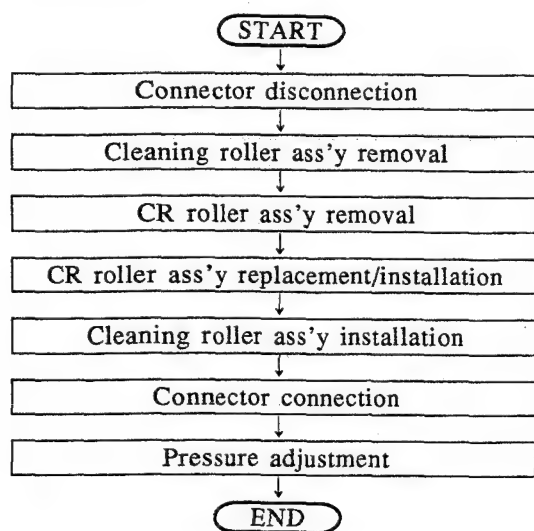 START
Connector disconnection
Cleaning roller ass'y removal
CR roller ass'y removal
CR roller ass'y replacement/installation
Cleaning roller ass'y installation
Connector connection
Pressure adjustment
END